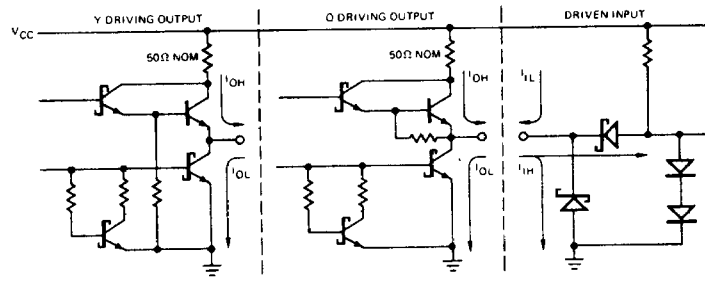 Y DRIVING OUTPUT
O DRIVING OUTPUT
DRIVEN INPUT
VCC
50Ω NOM
50Ω NOM
IOH
IOH
IIL
IOL
IOL
IIH